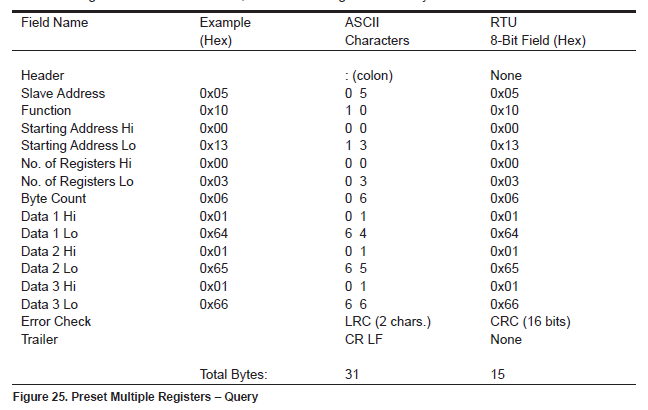 Field Name Example ASCII RTU
(Hex) Characters 8-Bit Field (Hex)
Header : (colon) None
Slave Address 0x05 0 5 0x05
Function 0x10 1 0 0x10
Starting Address Hi 0x00 0 0 0x00
Starting Address Lo 0x13 1 3 0x13
No. of Registers Hi 0x00 0 0 0x00
No. of Registers Lo 0x03 0 3 0x03
Byte Count 0x06 0 6 0x06
Data 1 Hi 0x01 0 1 0x01
Data 1 Lo 0x64 6 4 0x64
Data 2 Hi 0x01 0 1 0x01
Data 2 Lo 0x65 6 5 0x65
Data 3 Hi 0x01 0 1 0x01
Data 3 Lo 0x66 6 6 0x66
Error Check LRC (2 chars.) CRC (16 bits)
Trailer CR LF None
Total Bytes: 31 15
Figure 25. Preset Multiple Registers – Query